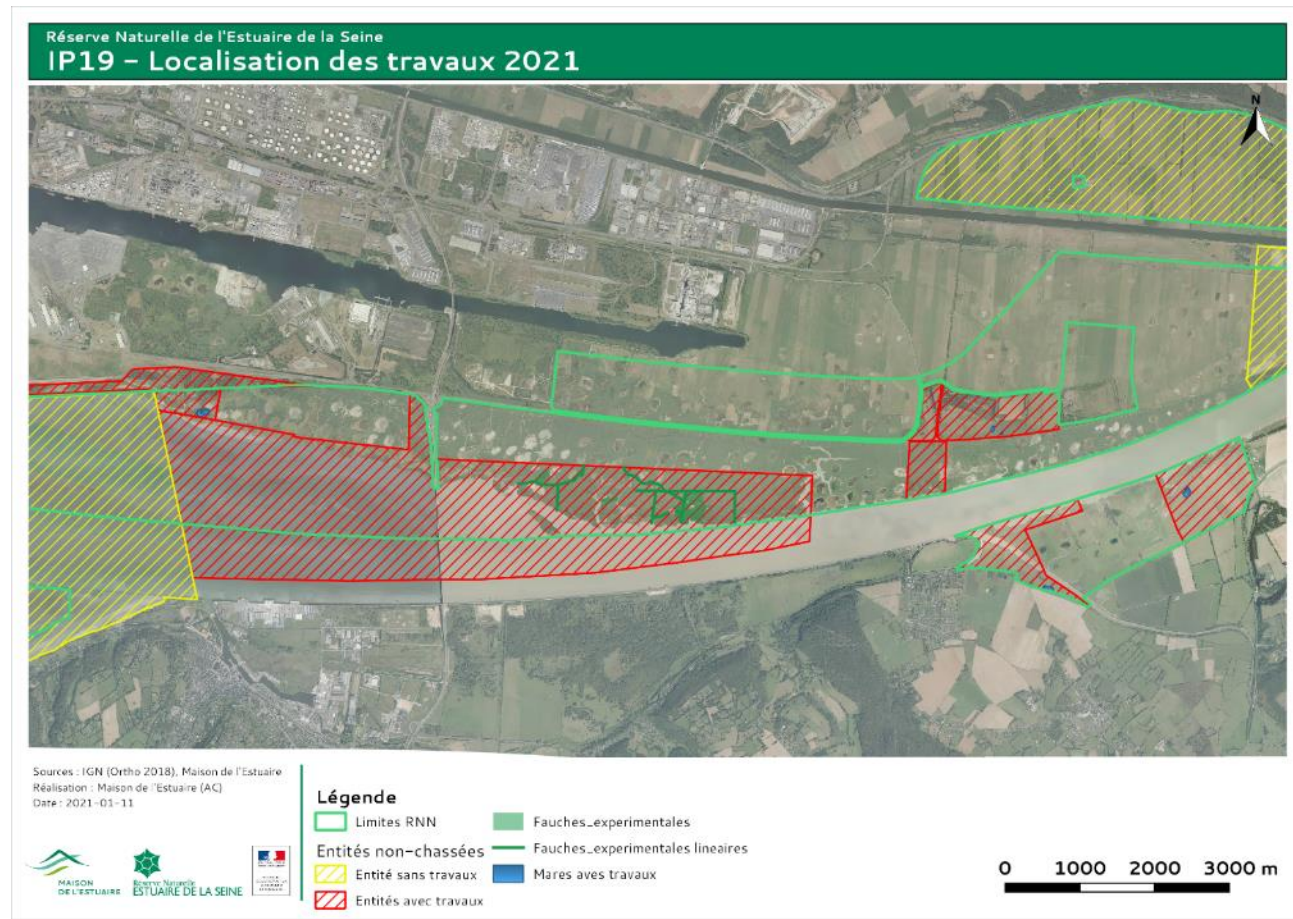 Réserve Naturelle de l'Estuaire de la Seine
IP19 - Localisation des travaux 2021
N
Sources : IGN (Ortho 2018), Maison de l'Estuaire
Réalisation : Maison de l'Estuaire (AC)
Date : 2021-01-11
MAISON
DE L'ESTUAIRE
Réserve Naturelle
ESTUAIRE DE LA SEINE
Légende
Limites RNN
Entités non-chassées
Entité sans travaux
Entités avec travaux
Fauches_experimentales
Fauches_experimentales lineaires
Mares aves travaux
0 1000 2000 3000 m